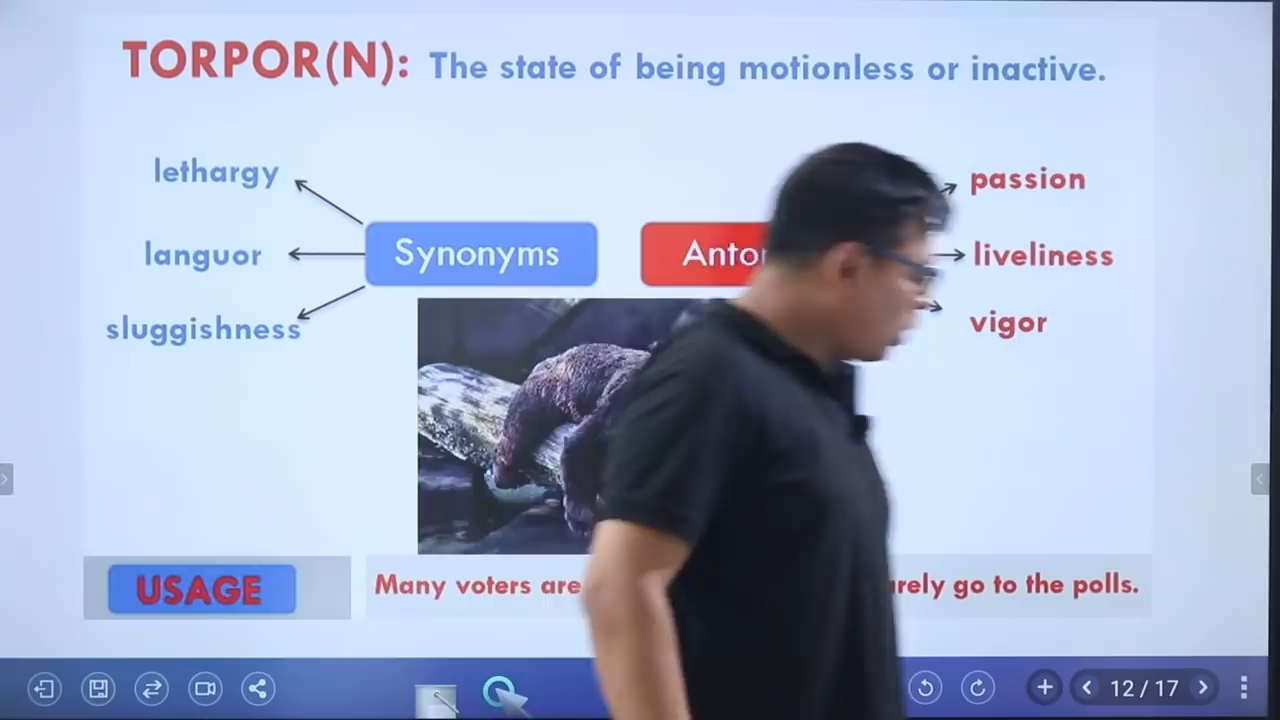 TORPOR(N): The state of being motionless or inactive.
lethargy
passion
Synonyms
Anto
languor
liveliness
sluggishness
vigor
USAGE
Many voters are rely go to the polls.
12 / 17